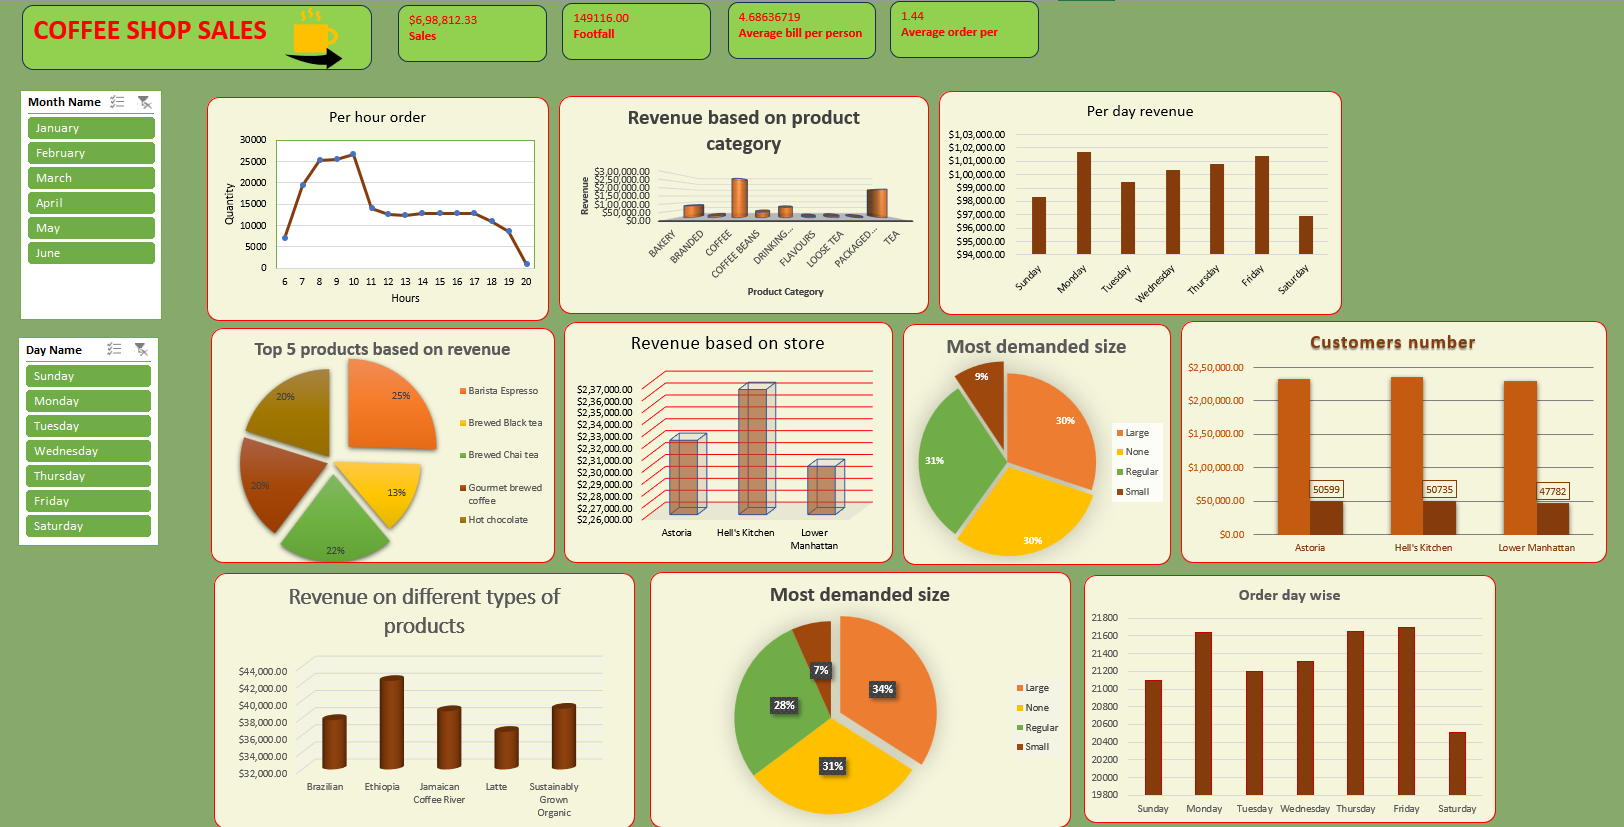 COFFEE SHOP SALES
$6,98,812.33
Sales
149116.00
Footfall
4.68636719
Average bill per person
1.44
Average order per
Month Name
January
February
March
April
May
June
Day Name
Sunday
Monday
Tuesday
Wednesday
Thursday
Friday
Saturday
Per hour order
30000
25000
20000
15000
10000
5000
0
Quantity
6 7 8 9 10 11 12 13 14 15 16 17 18 19 20
Hours
Revenue based on product
category
$3,00,000.00
$2,50,000.00
$2,00,000.00
$1,50,000.00
$1,00,000.00
$50,000.00
$0.00
Revenue
BAKERY
BRANDED
COFFEE
COFFEE BEANS
DRINKING...
FLAVOURS
LOOSE TEA
PACKAGED...
TEA
Product Category
Per day revenue
$1,03,000.00
$1,02,000.00
$1,01,000.00
$1,00,000.00
$99,000.00
$98,000.00
$97,000.00
$96,000.00
$95,000.00
$94,000.00
Sunday
Monday
Tuesday
Wednesday
Thursday
Friday
Saturday
Top 5 products based on revenue
25%
13%
22%
20%
20%
Barista Espresso
Brewed Black tea
Brewed Chai tea
Gourmet brewed
coffee
Hot chocolate
Revenue based on store
$2,37,000.00
$2,36,000.00
$2,35,000.00
$2,34,000.00
$2,33,000.00
$2,32,000.00
$2,31,000.00
$2,30,000.00
$2,29,000.00
$2,28,000.00
$2,27,000.00
$2,26,000.00
Astoria
Hell's Kitchen
Lower
Manhattan
Most demanded size
9%
30%
31%
30%
Large
None
Regular
Small
Customers number
$2,50,000.00
$2,00,000.00
$1,50,000.00
$1,00,000.00
$50,000.00
$0.00
50599
50735
47782
Astoria
Hell's Kitchen
Lower Manhattan
Revenue on different types of
products
$44,000.00
$42,000.00
$40,000.00
$38,000.00
$36,000.00
$34,000.00
$32,000.00
Brazilian
Ethiopia
Jamaican
Coffee River
Latte
Sustainably
Grown
Organic
Most demanded size
7%
34%
28%
31%
Large
None
Regular
Small
Order day wise
21800
21600
21400
21200
21000
20800
20600
20400
20200
20000
19800
Sunday
Monday
Tuesday
Wednesday
Thursday
Friday
Saturday